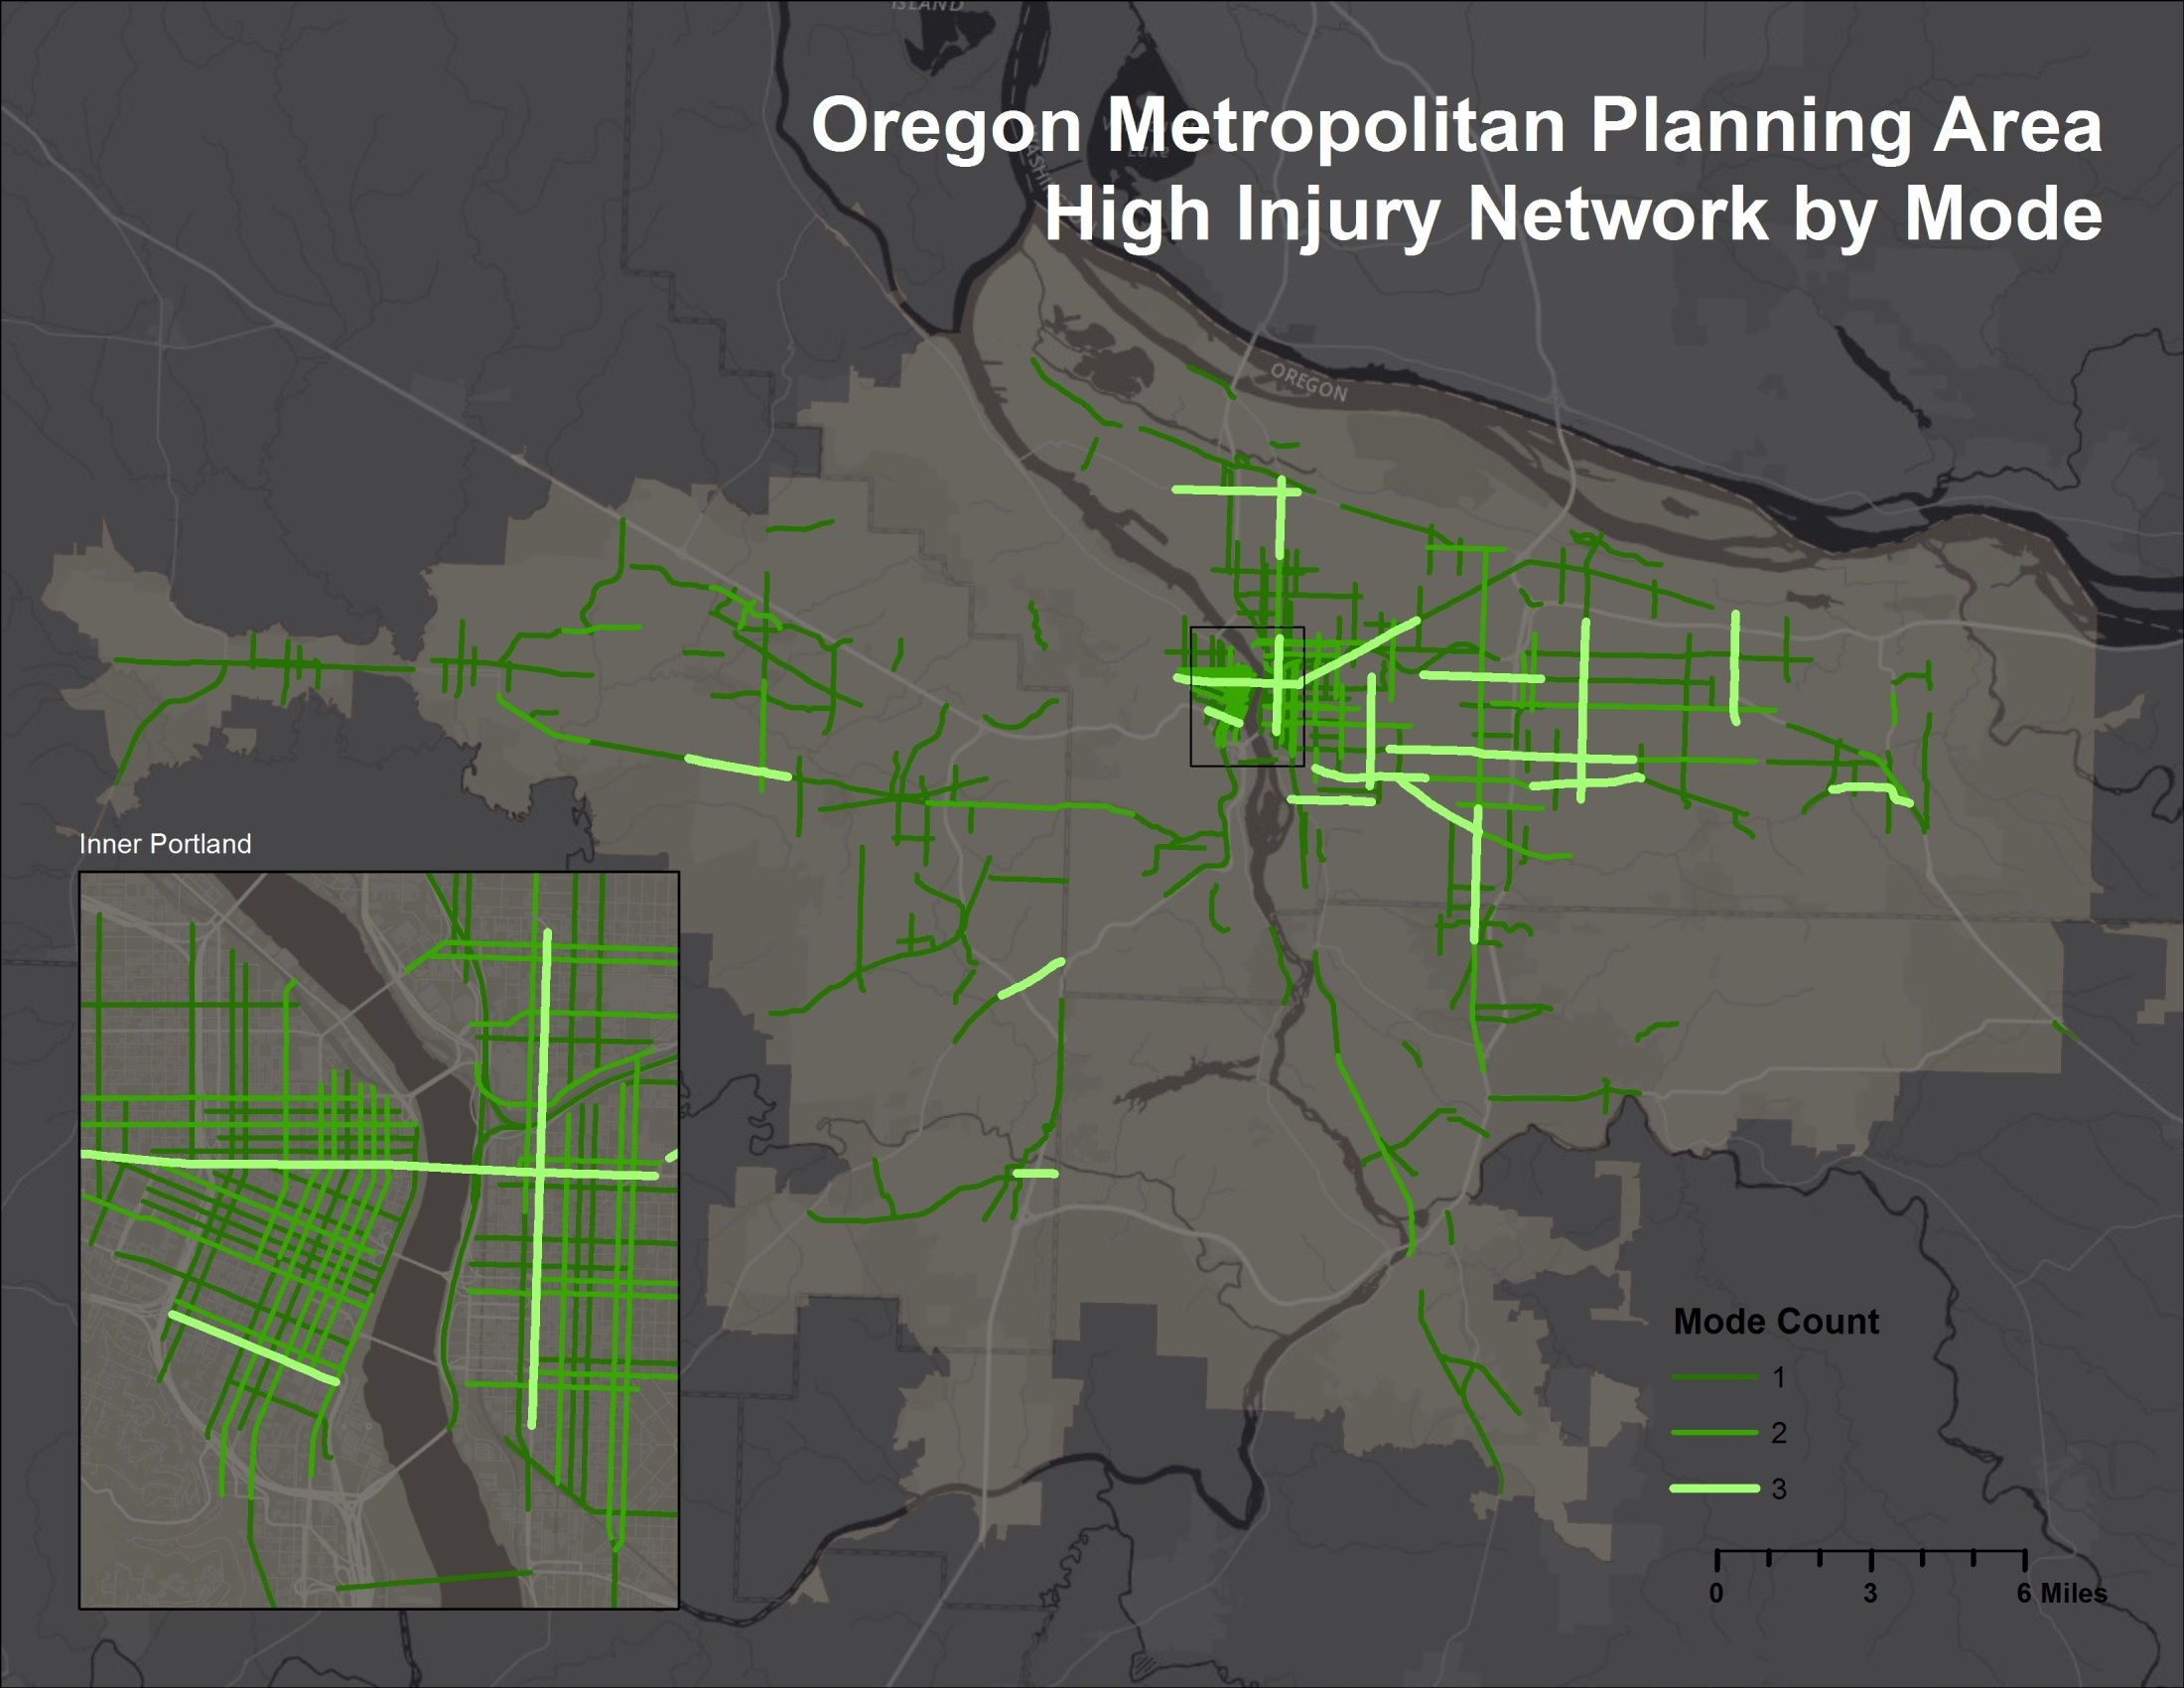 ISLAND
Oregon Metropolitan Planning Area
High Injury Network by Mode
OREGON
Inner Portland
Mode Count
1
2
3
0 3 6 Miles